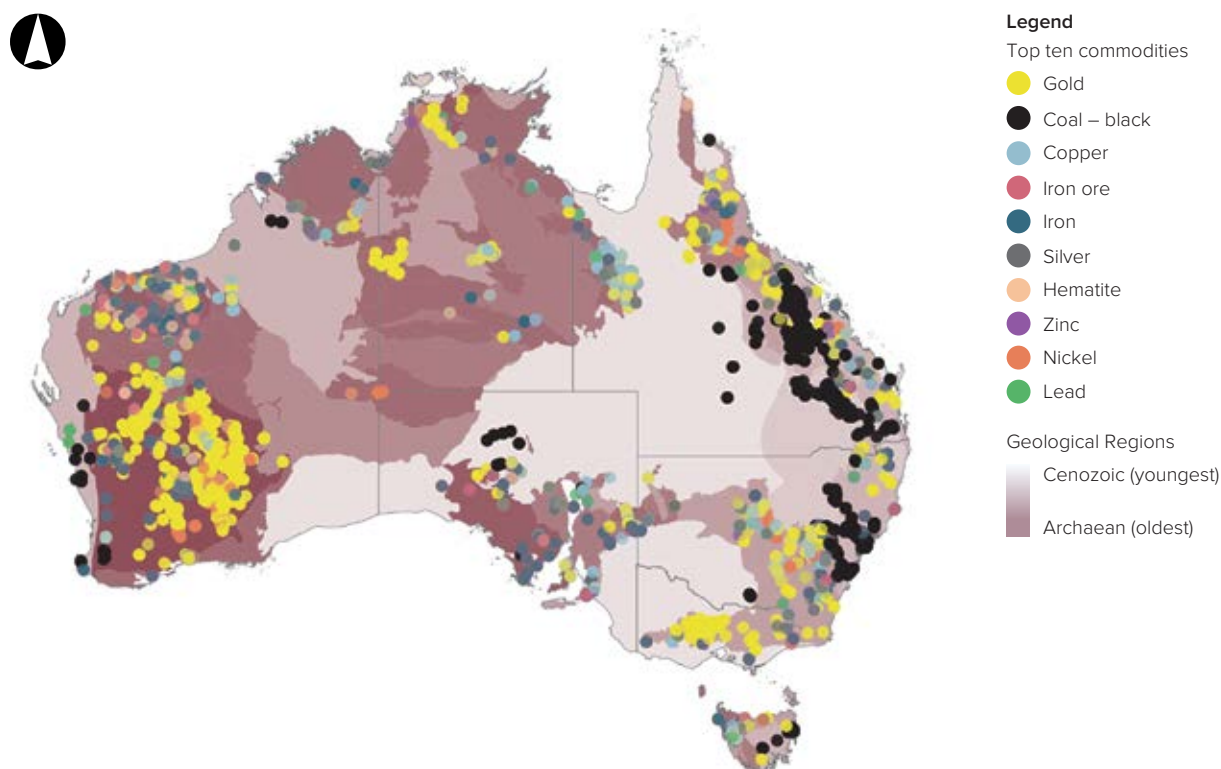 Legend
Top ten commodities
Gold
Coal – black
Copper
Iron ore
Iron
Silver
Hematite
Zinc
Nickel
Lead
Geological Regions
Cenozoic (youngest)
Archaean (oldest)